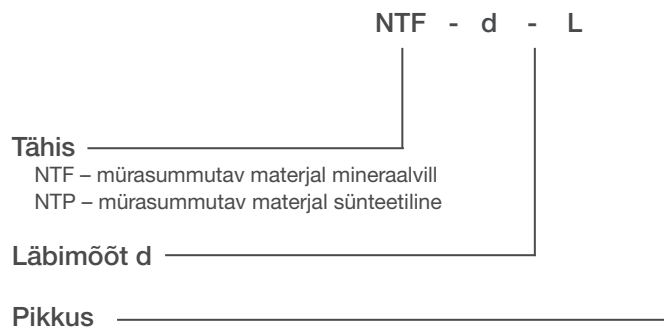 NTF - d - L
Tähis
NTF – mürasummutav materjal mineraalvill
NTP – mürasummutav materjal sünteetiline
Läbimõõt d
Pikkus